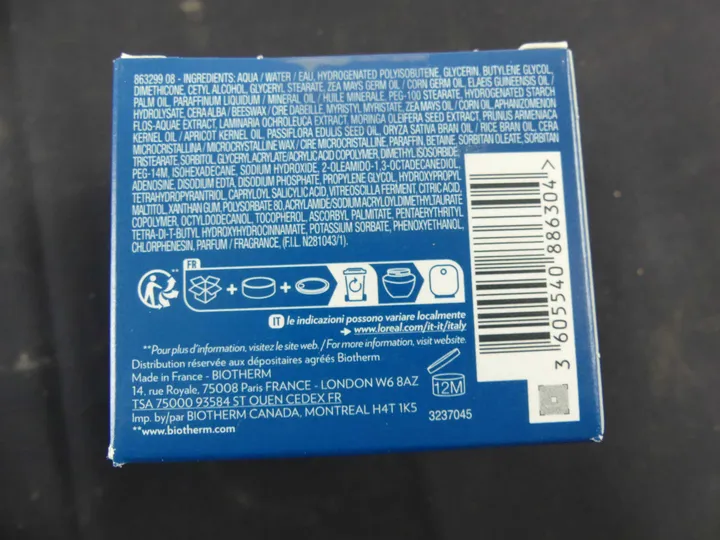 863299 08 - INGREDIENTS: AQUA / WATER / EAU, HYDROGENATED POLYISOBUTENE, GLYCERIN, BUTYLENE GLYCOL,
DIMETHICONE, CETYL ALCOHOL, GLYCERYL STEARATE, ZEA MAYS GERM OIL / CORN GERM OIL, ELAEIS GUINEENSIS OIL /
PALM OIL, PARAFFINUM LIQUIDUM / MINERAL OIL / HUILE MINERALE, PEG-100 STEARATE, HYDROGENATED STARCH
HYDROLYSATE, CERA ALBA / BEESWAX / CIRE DABEILLE, MYRISTYL MYRISTATE, ZEA MAYS OIL / CORN OIL, APHANIZOMENON
FLOS-AQUAE EXTRACT, LAMINARIA OCHROLEUCA EXTRACT, MORINGA OLEIFERA SEED EXTRACT, PRUNUS ARMENIACA
KERNEL OIL / APRICOT KERNEL OIL, PASSIFLORA EDULIS SEED OIL, ORYZA SATIVA BRAN OIL / RICE BRAN OIL, CERA
MICROCRISTALLINA / MICROCRYSTALLINE WAX / CIRE MICROCRISTALLINE, PARAFFIN, BETAINE, SORBITAN OLEATE, SORBITAN
TRISTEARATE, SORBITOL, GLYCERYL ACRYLATE/ACRYLIC ACID COPOLYMER, DIMETHYL ISOSORBIDE,
PEG-14M, ISOHEXADECANE, SODIUM HYDROXIDE, 2-OLEAMIDO-1,3-OCTADECANEDIOL,
ADENOSINE, DISODIUM EDTA, DISODIUM PHOSPHATE, PROPYLENE GLYCOL, HYDROXYPROPYL
TETRAHYDROPYRANTRIOL, CAPRYLOYL SALICYLIC ACID, VITREOSCILLA FERMENT, CITRIC ACID,
MALTITOL, XANTHAN GUM, POLYSORBATE 80, ACRYLAMIDE/SODIUM ACRYLOYLDIMETHYLTAURATE
COPOLYMER, OCTYLDODECANOL, TOCOPHEROL, ASCORBYL PALMITATE, PENTAERYTHRITYL
TETRA-DI-T-BUTYL HYDROXYHYDROCINNAMATE, POTASSIUM SORBATE, PHENOXYETHANOL,
CHLORPHENESIN, PARFUM / FRAGRANCE, (F.I.L. N281043/1).
FR
**
+ +
IT le indicazioni possono variare localmente
www.loreal.com/it-it/italy
**Pour plus d'information, visitez le site web. / For more information, visit website.
Distribution réservée aux dépositaires agréés Biotherm
Made in France - BIOTHERM
14, rue Royale, 75008 Paris FRANCE - LONDON W6 8AZ
TSA 75000 93584 ST OUEN CEDEX FR
Imp. by/par BIOTHERM CANADA, MONTREAL H4T 1K5
**www.biotherm.com
12M
3237045
3 605540 886304 >